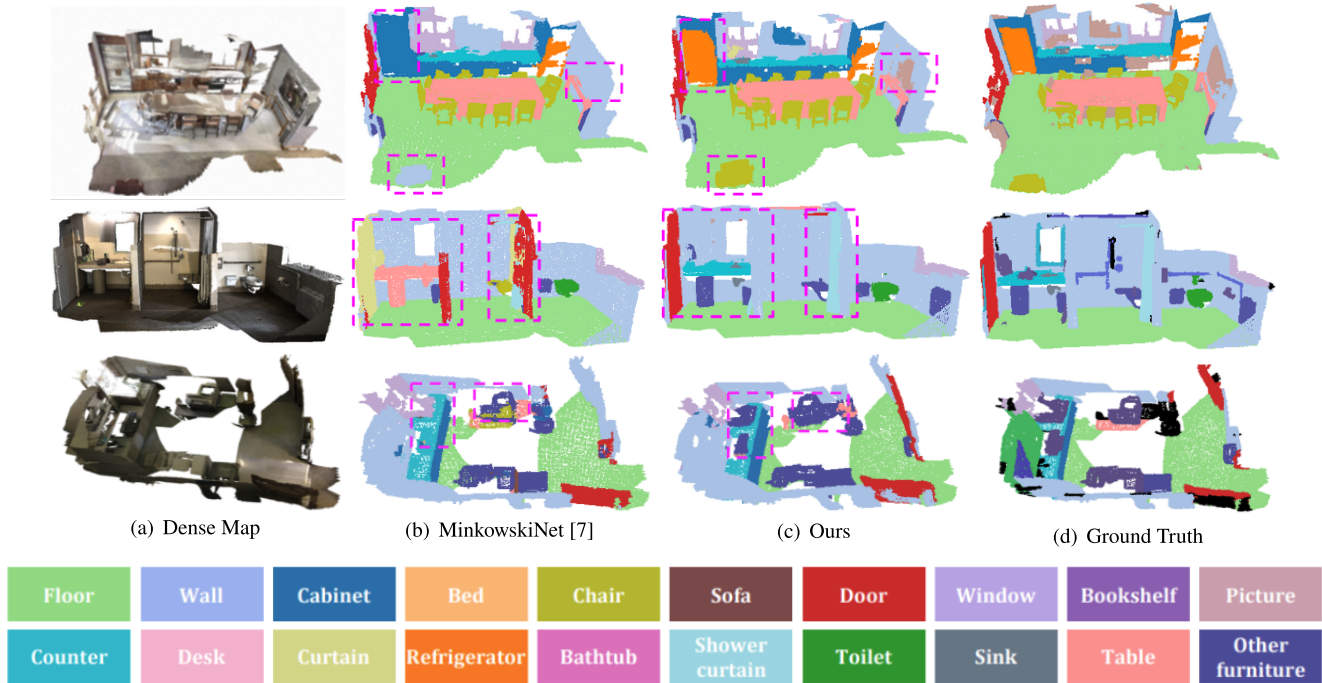 (a) Dense Map
(b) MinkowskiNet [7]
(c) Ours
(d) Ground Truth
Floor
Wall
Cabinet
Bed
Chair
Sofa
Door
Window
Bookshelf
Picture
Counter
Desk
Curtain
Refrigerator
Bathtub
Shower
curtain
Toilet
Sink
Table
Other
furniture